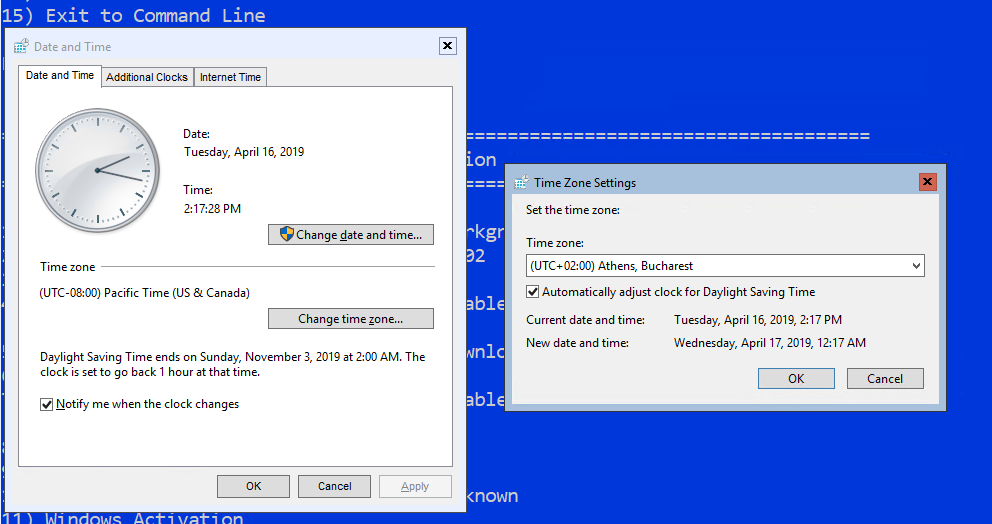 15) Exit to Command Line
Date and Time
Date and Time
Additional Clocks
Internet Time
Date:
Tuesday, April 16, 2019
Time:
2:17:28 PM
Change date and time...
Time zone
(UTC-08:00) Pacific Time (US & Canada)
Change time zone...
Daylight Saving Time ends on Sunday, November 3, 2019 at 2:00 AM. The
clock is set to go back 1 hour at that time.
Notify me when the clock changes
OK
Cancel
Apply
================================
ion
Time Zone Settings
Set the time zone:
Time zone:
(UTC+02:00) Athens, Bucharest
Automatically adjust clock for Daylight Saving Time
Current date and time:
Tuesday, April 16, 2019, 2:17 PM
New date and time:
Wednesday, April 17, 2019, 12:17 AM
OK
Cancel
rkgr
02
able
wnlo
able
known
11) Windows Activation